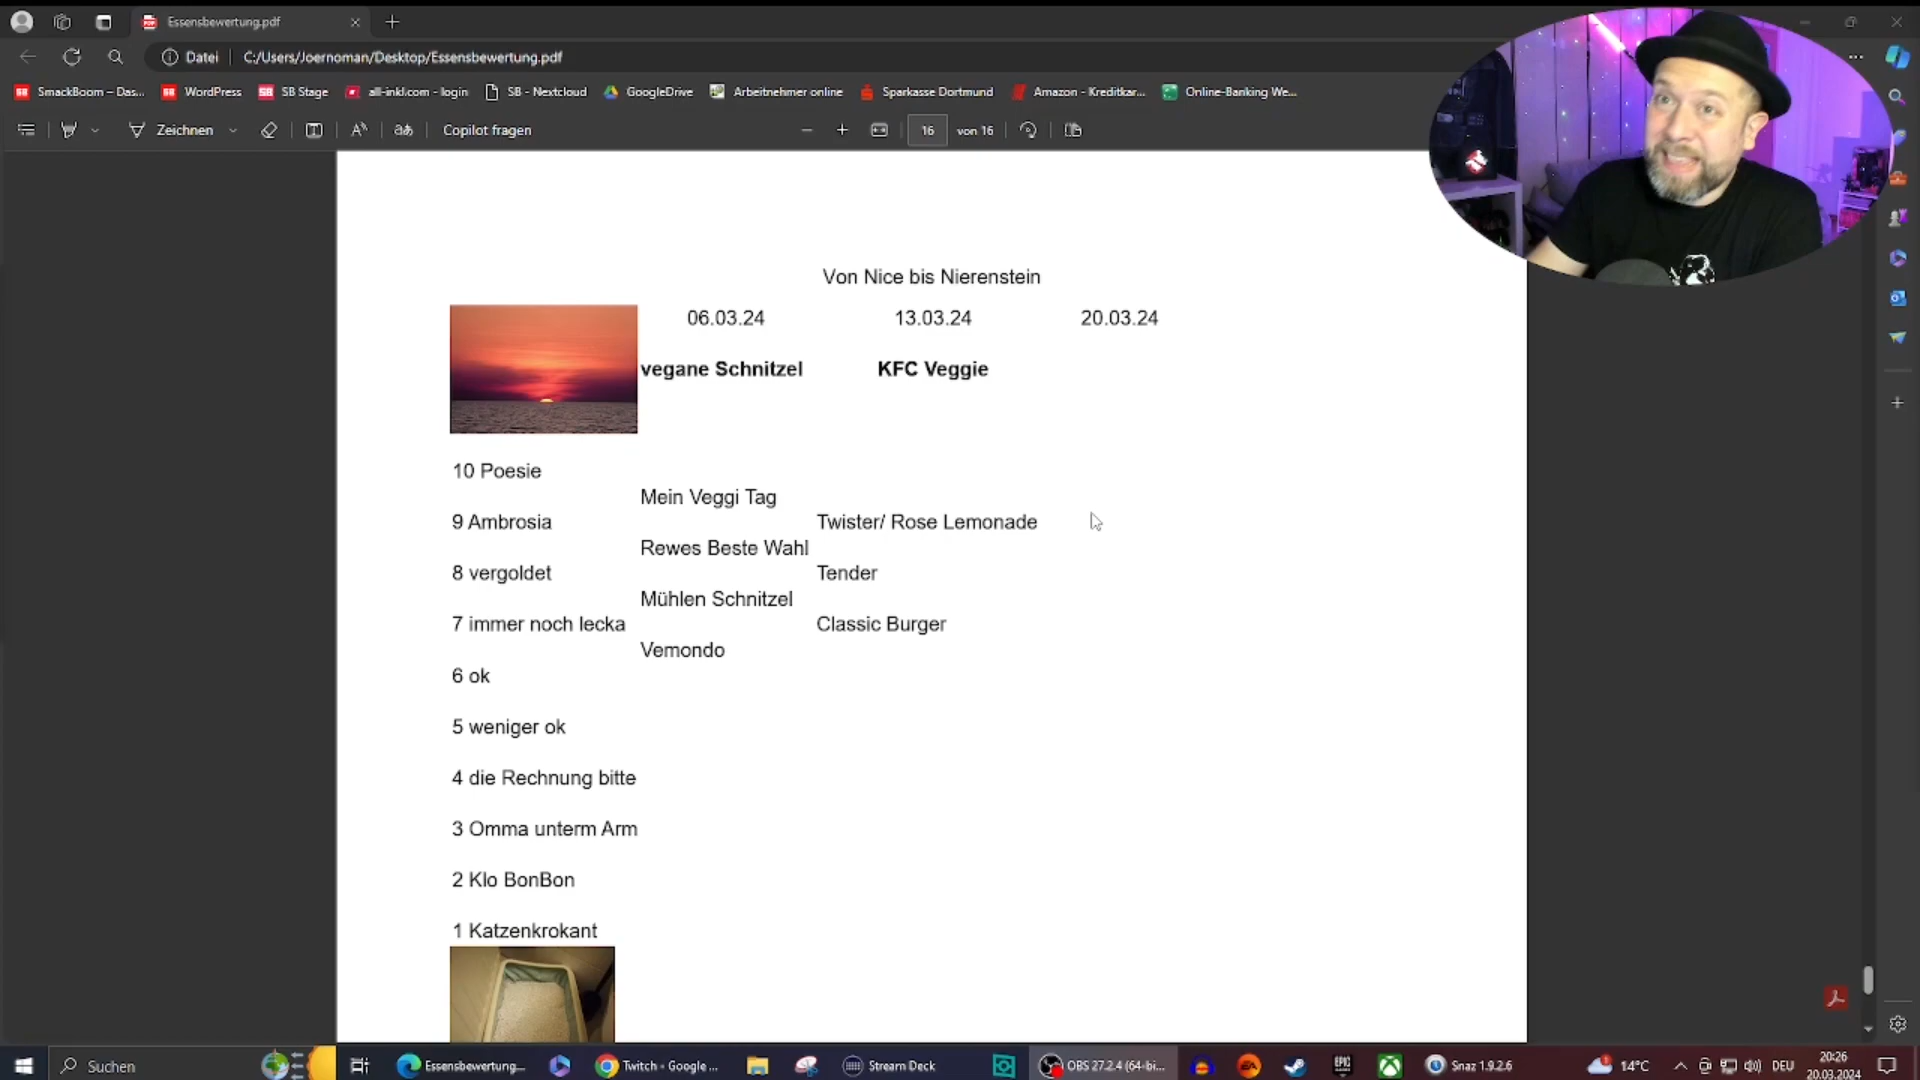 Essensbewertung.pdf
Datei
C:/Users/Joernoman/Desktop/Essensbewertung.pdf
SmackBoom – Das... WordPress SB Stage all-inkl.com - login SB - Nextcloud GoogleDrive Arbeitnehmer online Sparkasse Dortmund Amazon - Kreditkar... Online-Banking We...
Zeichnen Copilot fragen 16 von 16
Von Nice bis Nierenstein
06.03.24 13.03.24 20.03.24
vegane Schnitzel KFC Veggie
10 Poesie
Mein Veggi Tag
9 Ambrosia Twister/ Rose Lemonade
Rewes Beste Wahl
8 vergoldet Tender
Mühlen Schnitzel
7 immer noch lecka Classic Burger
Vemondo
6 ok
5 weniger ok
4 die Rechnung bitte
3 Omma unterm Arm
2 Klo BonBon
1 Katzenkrokant
Suchen Essensbewertung... Twitch - Google ... Stream Deck OBS 27.2.4 (64-bi... Snaz 1.9.2.6 14°C DEU 20:26
20.03.2024